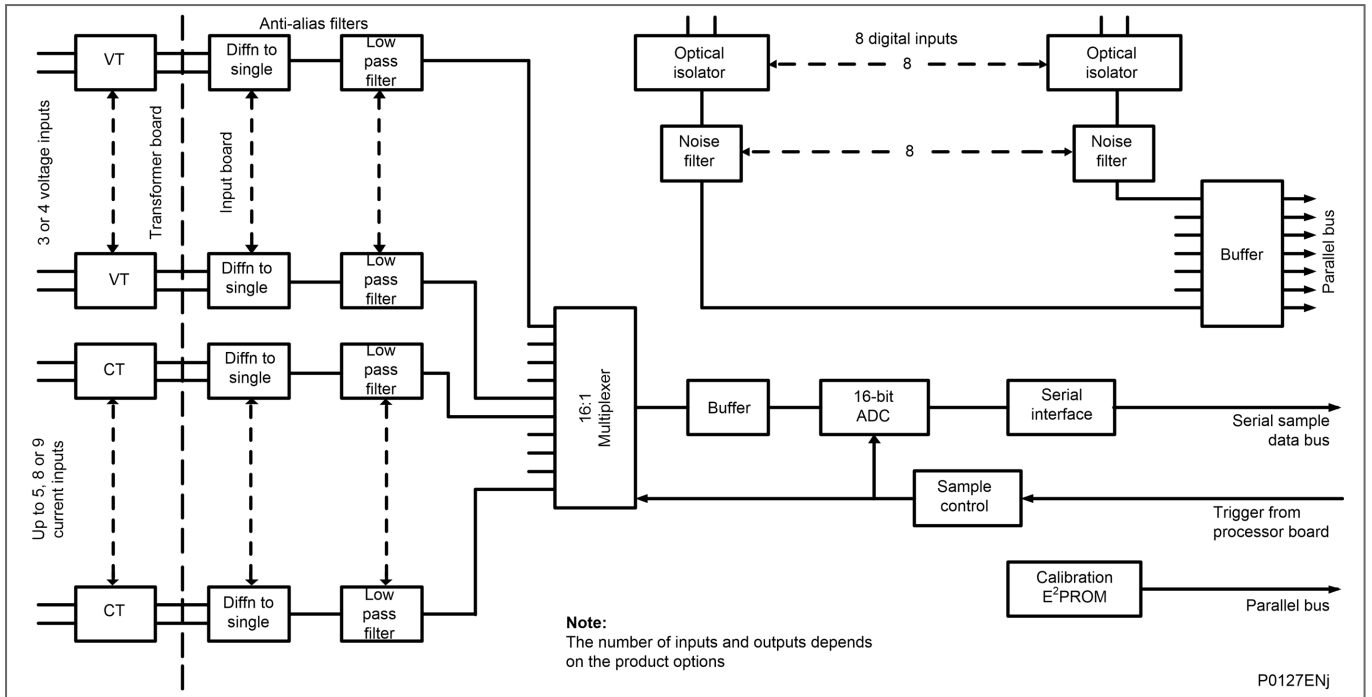 Anti-alias filters
VT
Diffn to
single
Low
pass
filter
3 or 4 voltage inputs
Transformer board
Input board
VT
Diffn to
single
Low
pass
filter
CT
Diffn to
single
Low
pass
filter
Up to 5, 8 or 9
current inputs
CT
Diffn to
single
Low
pass
filter
16:1
Multiplexer
Optical
isolator
8 digital inputs
8
Optical
isolator
Noise
filter
8
Noise
filter
Buffer
Parallel bus
Buffer
16-bit
ADC
Serial
interface
Serial sample
data bus
Sample
control
Trigger from
processor board
Calibration
E²PROM
Parallel bus
Note:
The number of inputs and outputs depends
on the product options
P0127ENj